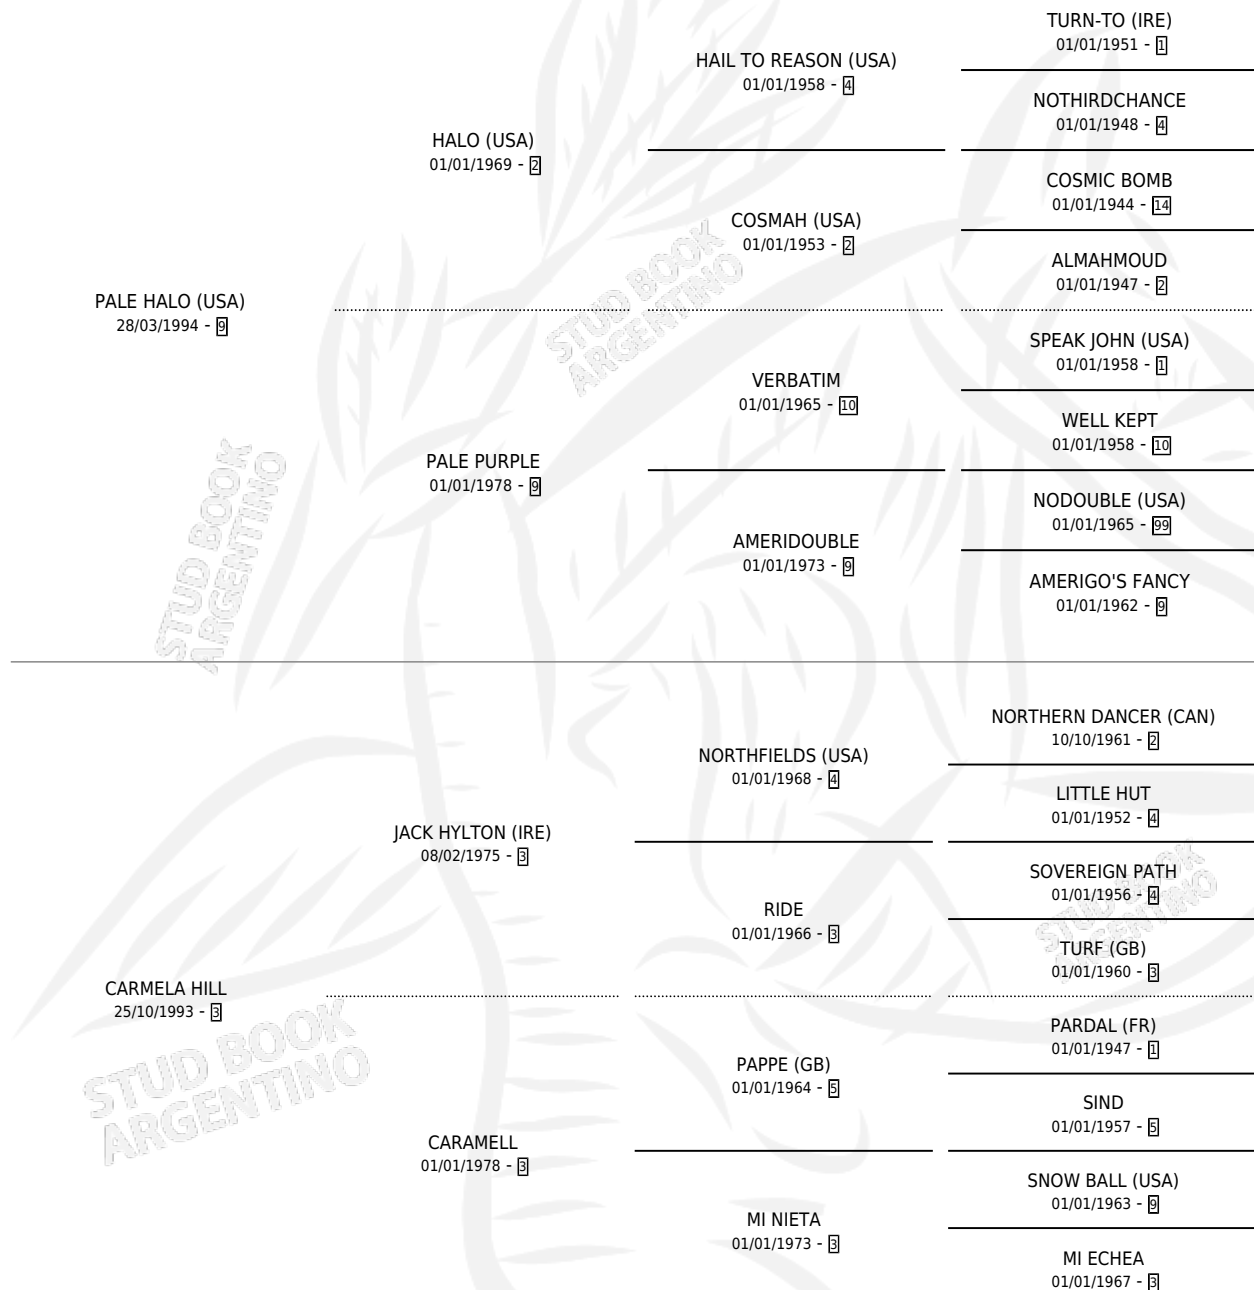 TURN-TO (IRE)
01/01/1951 - 1
HAIL TO REASON (USA)
01/01/1958 - 4
NOTHIRDCHANCE
01/01/1948 - 4
HALO (USA)
01/01/1969 - 2
COSMIC BOMB
01/01/1944 - 14
COSMAH (USA)
01/01/1953 - 2
ALMAHMOUD
01/01/1947 - 2
PALE HALO (USA)
28/03/1994 - 9
SPEAK JOHN (USA)
01/01/1958 - 1
VERBATIM
01/01/1965 - 10
WELL KEPT
01/01/1958 - 10
PALE PURPLE
01/01/1978 - 9
NODOUBLE (USA)
01/01/1965 - 99
AMERIDOUBLE
01/01/1973 - 9
AMERIGO'S FANCY
01/01/1962 - 9
NORTHERN DANCER (CAN)
10/10/1961 - 2
NORTHFIELDS (USA)
01/01/1968 - 4
LITTLE HUT
01/01/1952 - 4
JACK HYLTON (IRE)
08/02/1975 - 3
SOVEREIGN PATH
01/01/1956 - 4
RIDE
01/01/1966 - 3
TURF (GB)
01/01/1960 - 3
CARMELA HILL
25/10/1993 - 3
PARDAL (FR)
01/01/1947 - 1
PAPPE (GB)
01/01/1964 - 5
SIND
01/01/1957 - 5
CARAMELL
01/01/1978 - 3
SNOW BALL (USA)
01/01/1963 - 9
MI NIETA
01/01/1973 - 3
MI ECHEA
01/01/1967 - 3
STUD BOOK
ARGENTINO
STUD BOOK
ARGENTINO
STUD BOOK
ARGENTINO
STUD BOOK
ARGENTINO